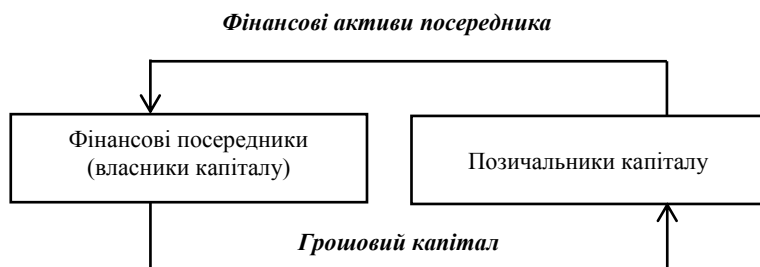 Фінансові активи посередника
Фінансові посередники
(власники капіталу)
Позичальники капіталу
Грошовий капітал